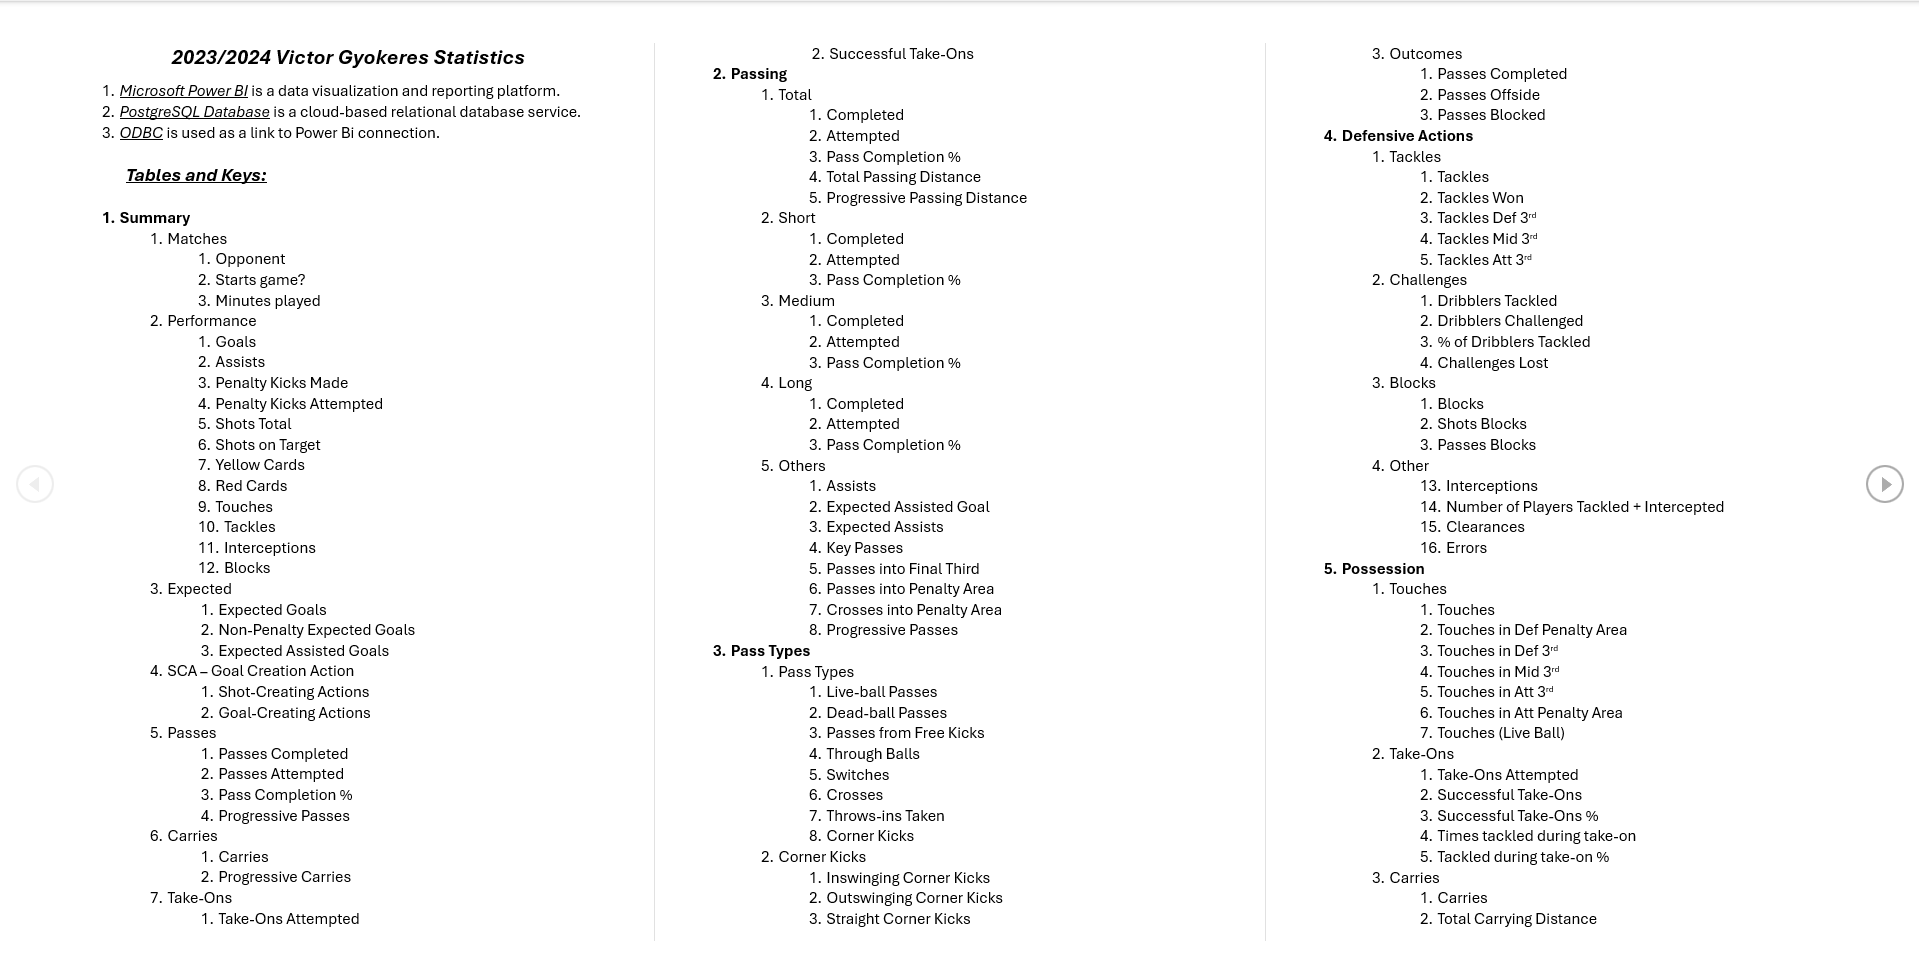 2023/2024 Victor Gyokeres Statistics
1. Microsoft Power BI is a data visualization and reporting platform.
2. PostgreSQL Database is a cloud-based relational database service.
3. ODBC is used as a link to Power Bi connection.
Tables and Keys:
1. Summary
1. Matches
1. Opponent
2. Starts game?
3. Minutes played
2. Performance
1. Goals
2. Assists
3. Penalty Kicks Made
4. Penalty Kicks Attempted
5. Shots Total
6. Shots on Target
7. Yellow Cards
8. Red Cards
9. Touches
10. Tackles
11. Interceptions
12. Blocks
3. Expected
1. Expected Goals
2. Non-Penalty Expected Goals
3. Expected Assisted Goals
4. SCA – Goal Creation Action
1. Shot-Creating Actions
2. Goal-Creating Actions
5. Passes
1. Passes Completed
2. Passes Attempted
3. Pass Completion %
4. Progressive Passes
6. Carries
1. Carries
2. Progressive Carries
7. Take-Ons
1. Take-Ons Attempted
2. Successful Take-Ons
2. Passing
1. Total
1. Completed
2. Attempted
3. Pass Completion %
4. Total Passing Distance
5. Progressive Passing Distance
2. Short
1. Completed
2. Attempted
3. Pass Completion %
3. Medium
1. Completed
2. Attempted
3. Pass Completion %
4. Long
1. Completed
2. Attempted
3. Pass Completion %
5. Others
1. Assists
2. Expected Assisted Goal
3. Expected Assists
4. Key Passes
5. Passes into Final Third
6. Passes into Penalty Area
7. Crosses into Penalty Area
8. Progressive Passes
3. Pass Types
1. Pass Types
1. Live-ball Passes
2. Dead-ball Passes
3. Passes from Free Kicks
4. Through Balls
5. Switches
6. Crosses
7. Throws-ins Taken
8. Corner Kicks
2. Corner Kicks
1. Inswinging Corner Kicks
2. Outswinging Corner Kicks
3. Straight Corner Kicks
3. Outcomes
1. Passes Completed
2. Passes Offside
3. Passes Blocked
4. Defensive Actions
1. Tackles
1. Tackles
2. Tackles Won
3. Tackles Def 3rd
4. Tackles Mid 3rd
5. Tackles Att 3rd
2. Challenges
1. Dribblers Tackled
2. Dribblers Challenged
3. % of Dribblers Tackled
4. Challenges Lost
3. Blocks
1. Blocks
2. Shots Blocks
3. Passes Blocks
4. Other
13. Interceptions
14. Number of Players Tackled + Intercepted
15. Clearances
16. Errors
5. Possession
1. Touches
1. Touches
2. Touches in Def Penalty Area
3. Touches in Def 3rd
4. Touches in Mid 3rd
5. Touches in Att 3rd
6. Touches in Att Penalty Area
7. Touches (Live Ball)
2. Take-Ons
1. Take-Ons Attempted
2. Successful Take-Ons
3. Successful Take-Ons %
4. Times tackled during take-on
5. Tackled during take-on %
3. Carries
1. Carries
2. Total Carrying Distance